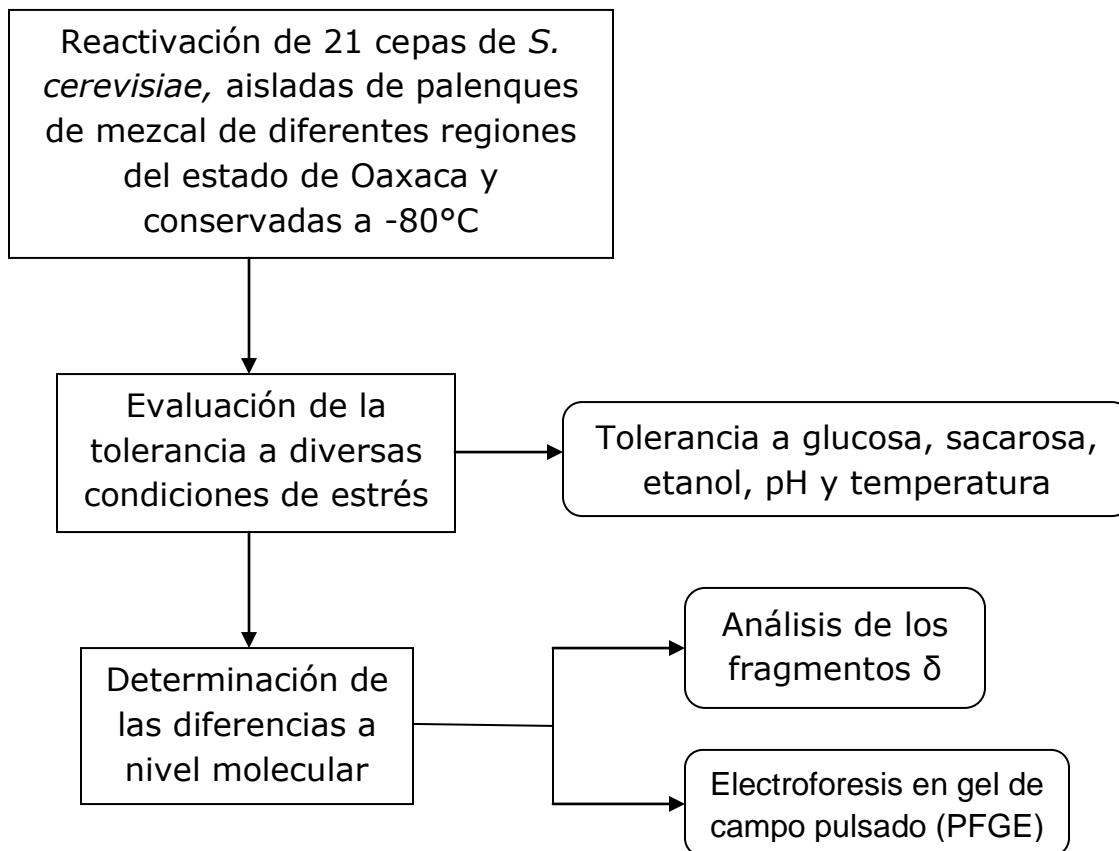 Reactivación de 21 cepas de S.
cerevisiae, aisladas de palenques
de mezcal de diferentes regiones
del estado de Oaxaca y
conservadas a -80°C
Evaluación de la
tolerancia a diversas
condiciones de estrés
Tolerancia a glucosa, sacarosa,
etanol, pH y temperatura
Determinación de
las diferencias a
nivel molecular
Análisis de los
fragmentos δ
Electroforesis en gel de
campo pulsado (PFGE)